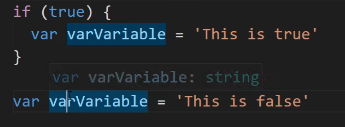 if (true) {
var varVariable = 'This is true'
}
var varVariable: string
var varVariable = 'This is false'